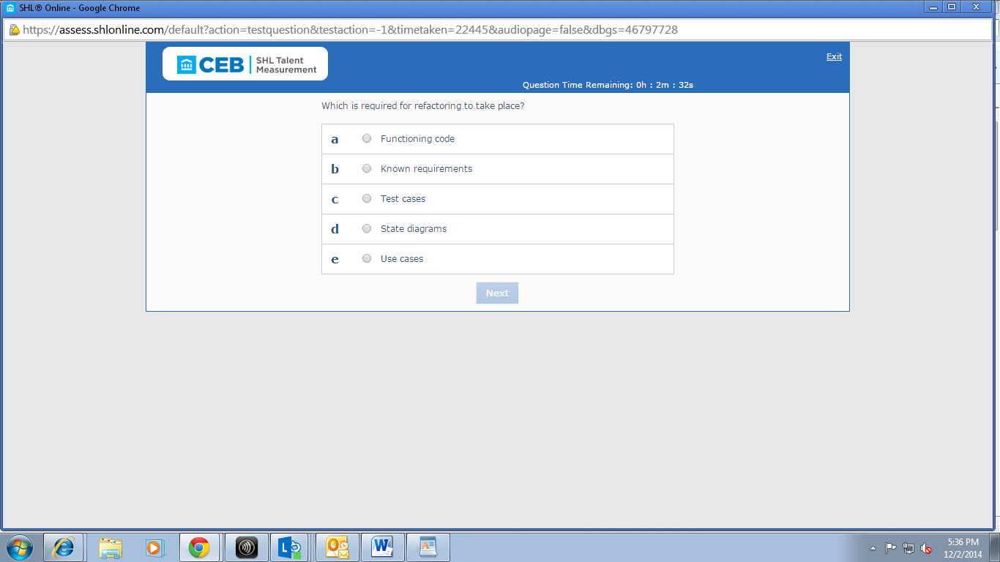 SHL® Online - Google Chrome
https://assess.shlonline.com/default?action=testquestion&testaction=-1&timetaken=22445&audiopage=false&dbgs=46797728
CEB SHL Talent
Measurement
Exit
Question Time Remaining: 0h : 2m : 32s
Which is required for refactoring to take place?
a Functioning code
b Known requirements
c Test cases
d State diagrams
e Use cases
Next
5:36 PM
12/2/2014